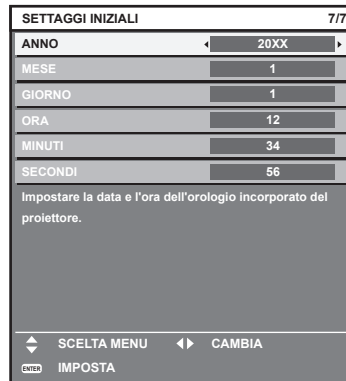 SETTAGGI INIZIALI 7/7
ANNO 20XX
MESE 1
GIORNO 1
ORA 12
MINUTI 34
SECONDI 56
Impostare la data e l'ora dell'orologio incorporato del
proiettore.
SCELTA MENU CAMBIA
ENTER IMPOSTA